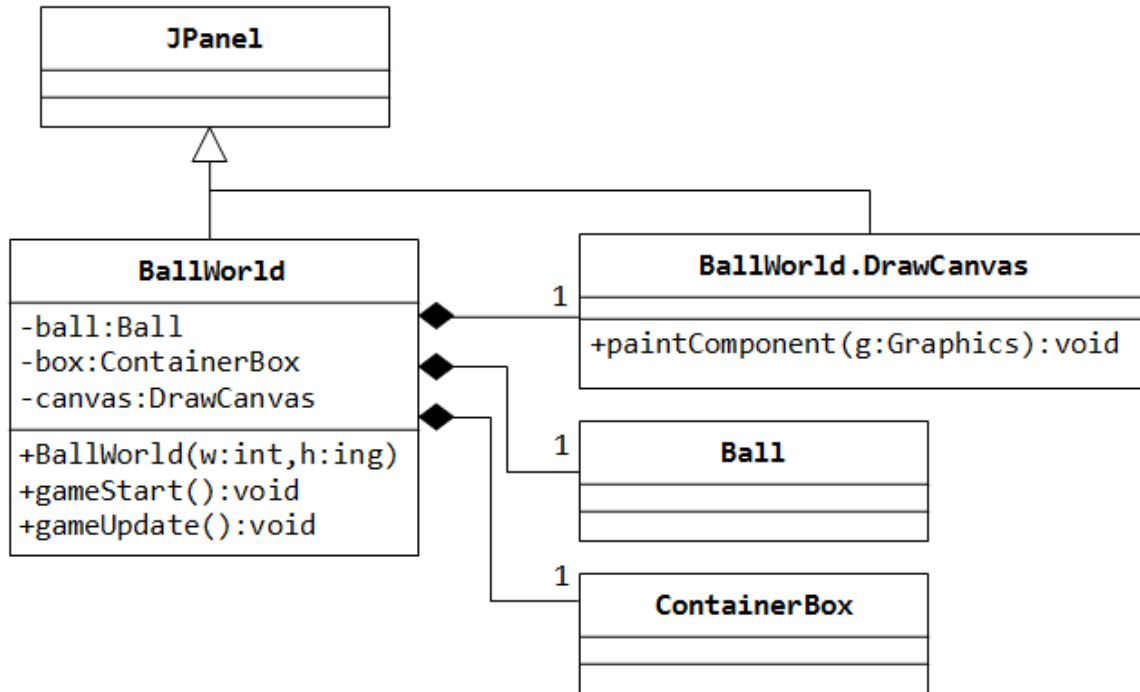 JPanel
BallWorld
-ball:Ball
-box:ContainerBox
-canvas:DrawCanvas
+BallWorld(w:int,h:ing)
+gameStart():void
+gameUpdate():void
1
BallWorld.DrawCanvas
+paintComponent(g:Graphics):void
1
Ball
1
ContainerBox